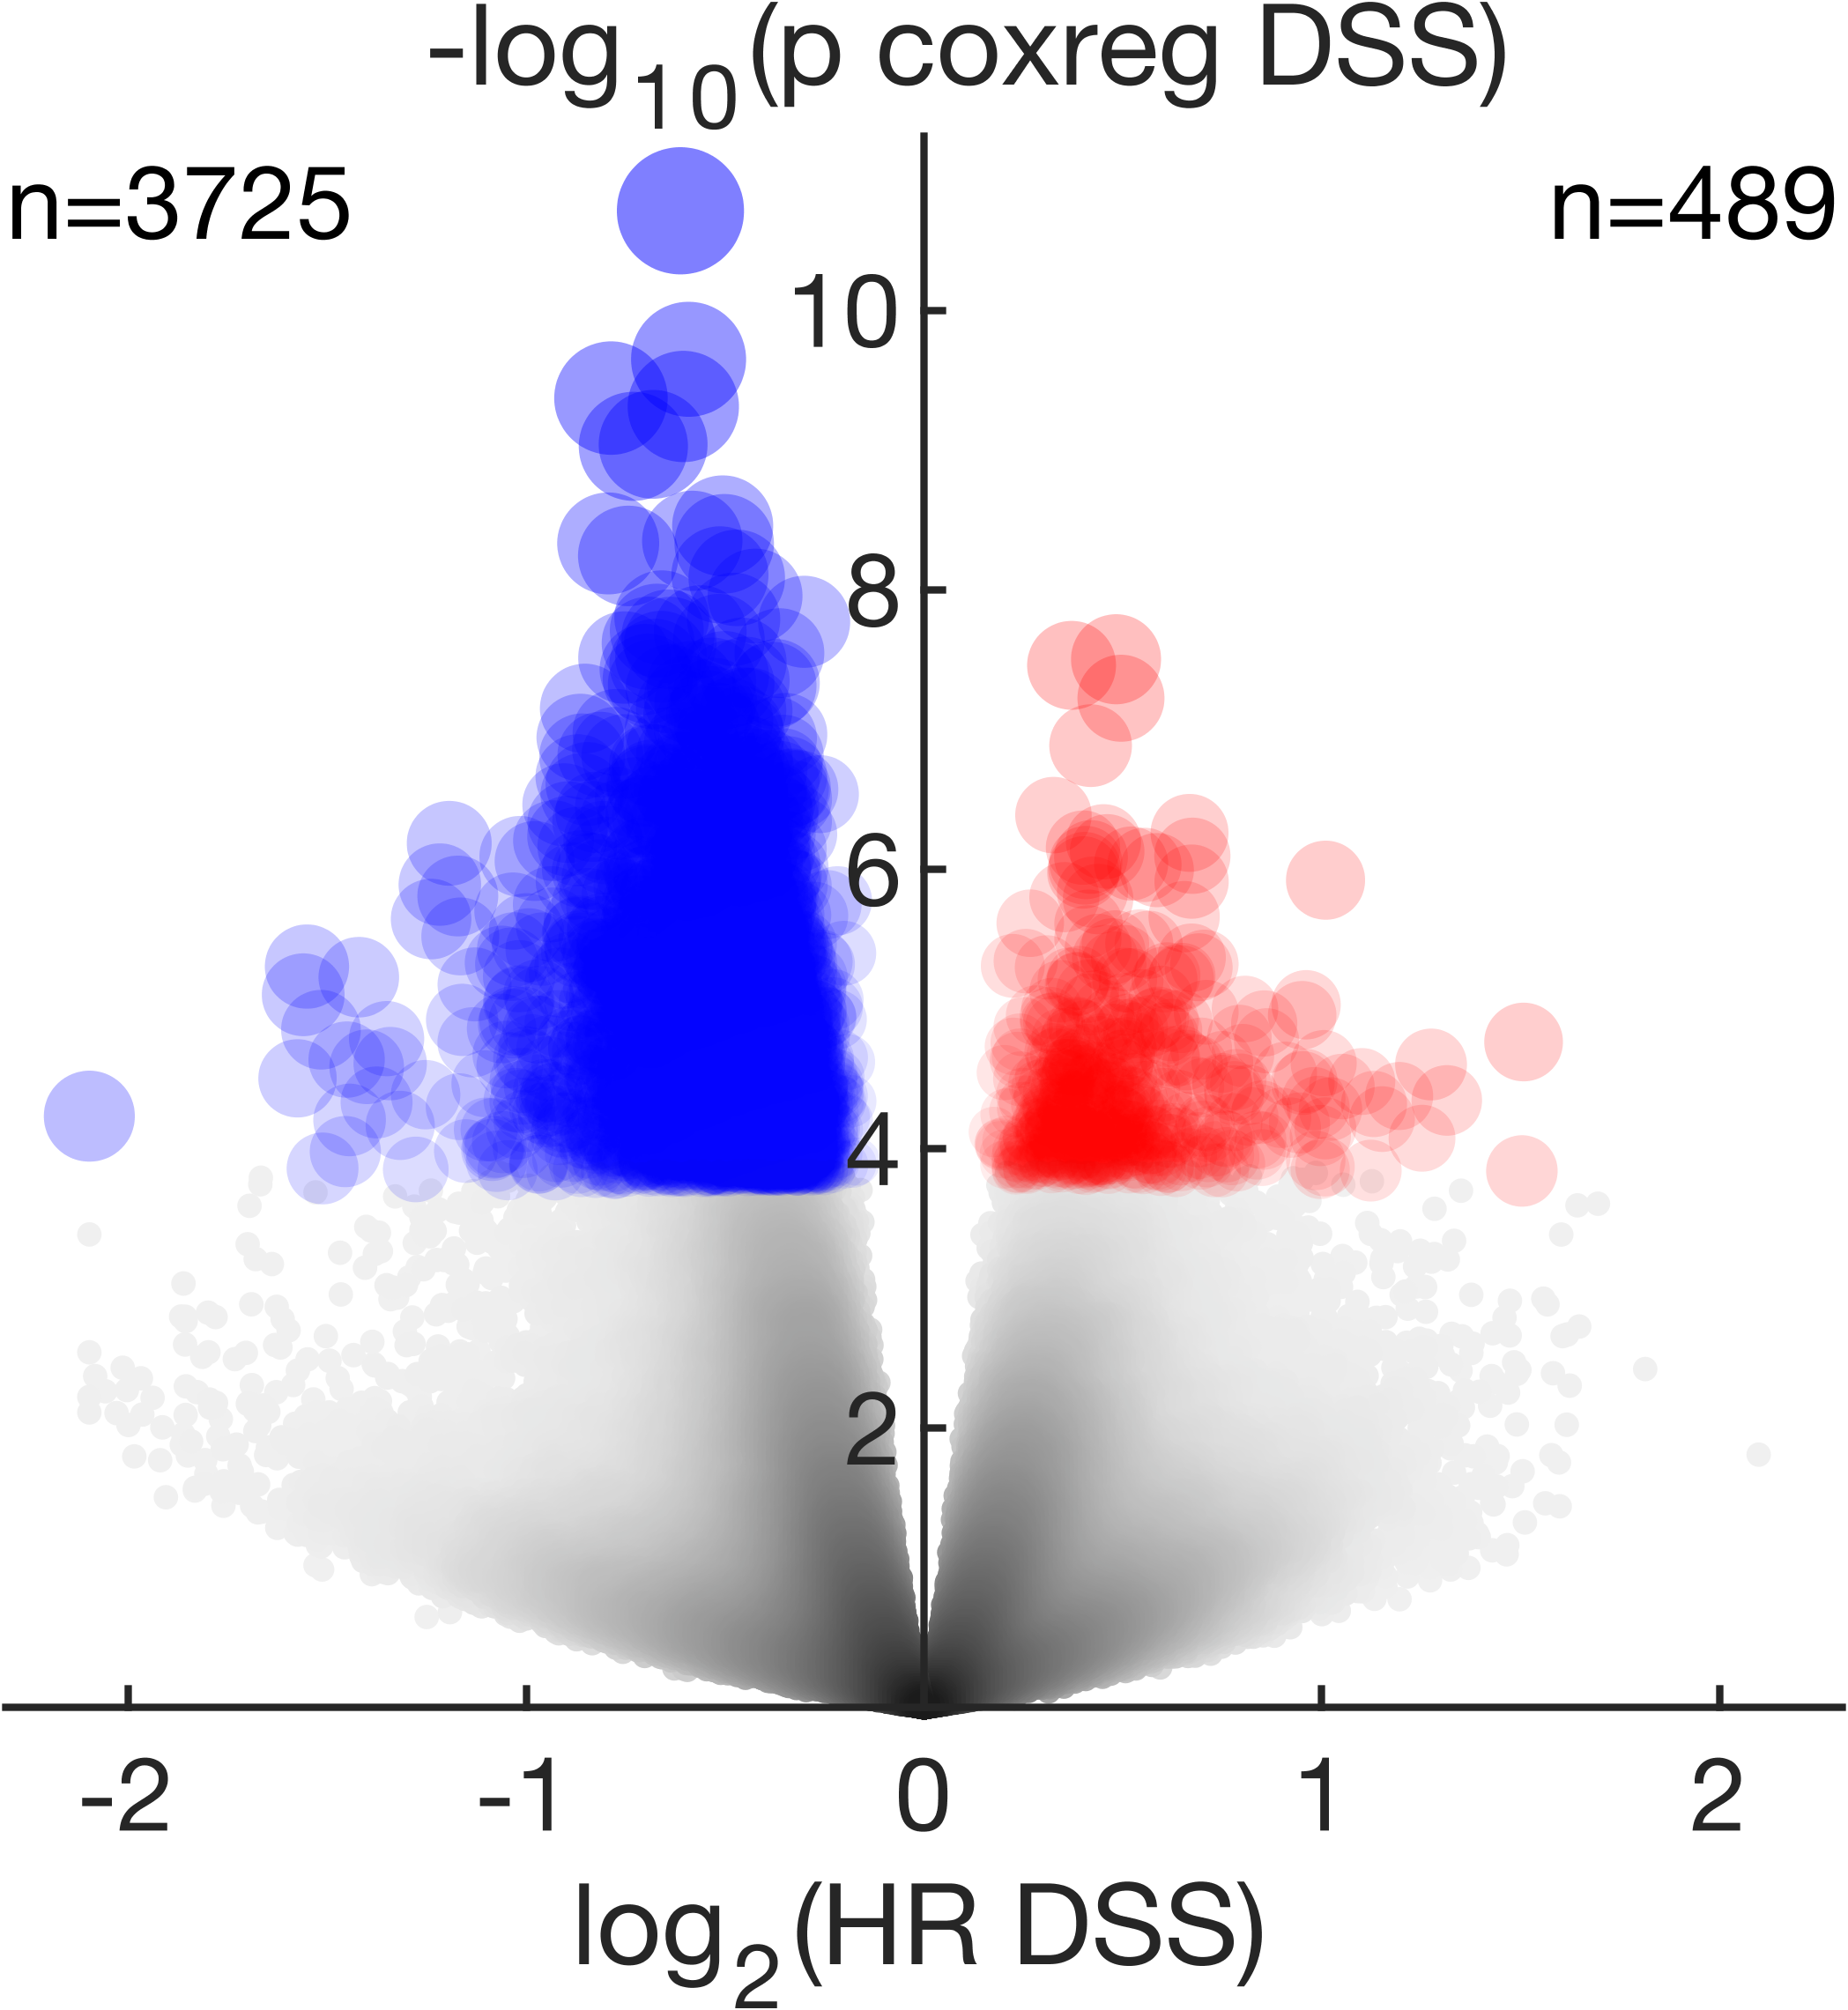 -log10(p coxreg DSS)
n=3725
n=489
10
8
6
4
2
-2 -1 0 1 2
log2(HR DSS)